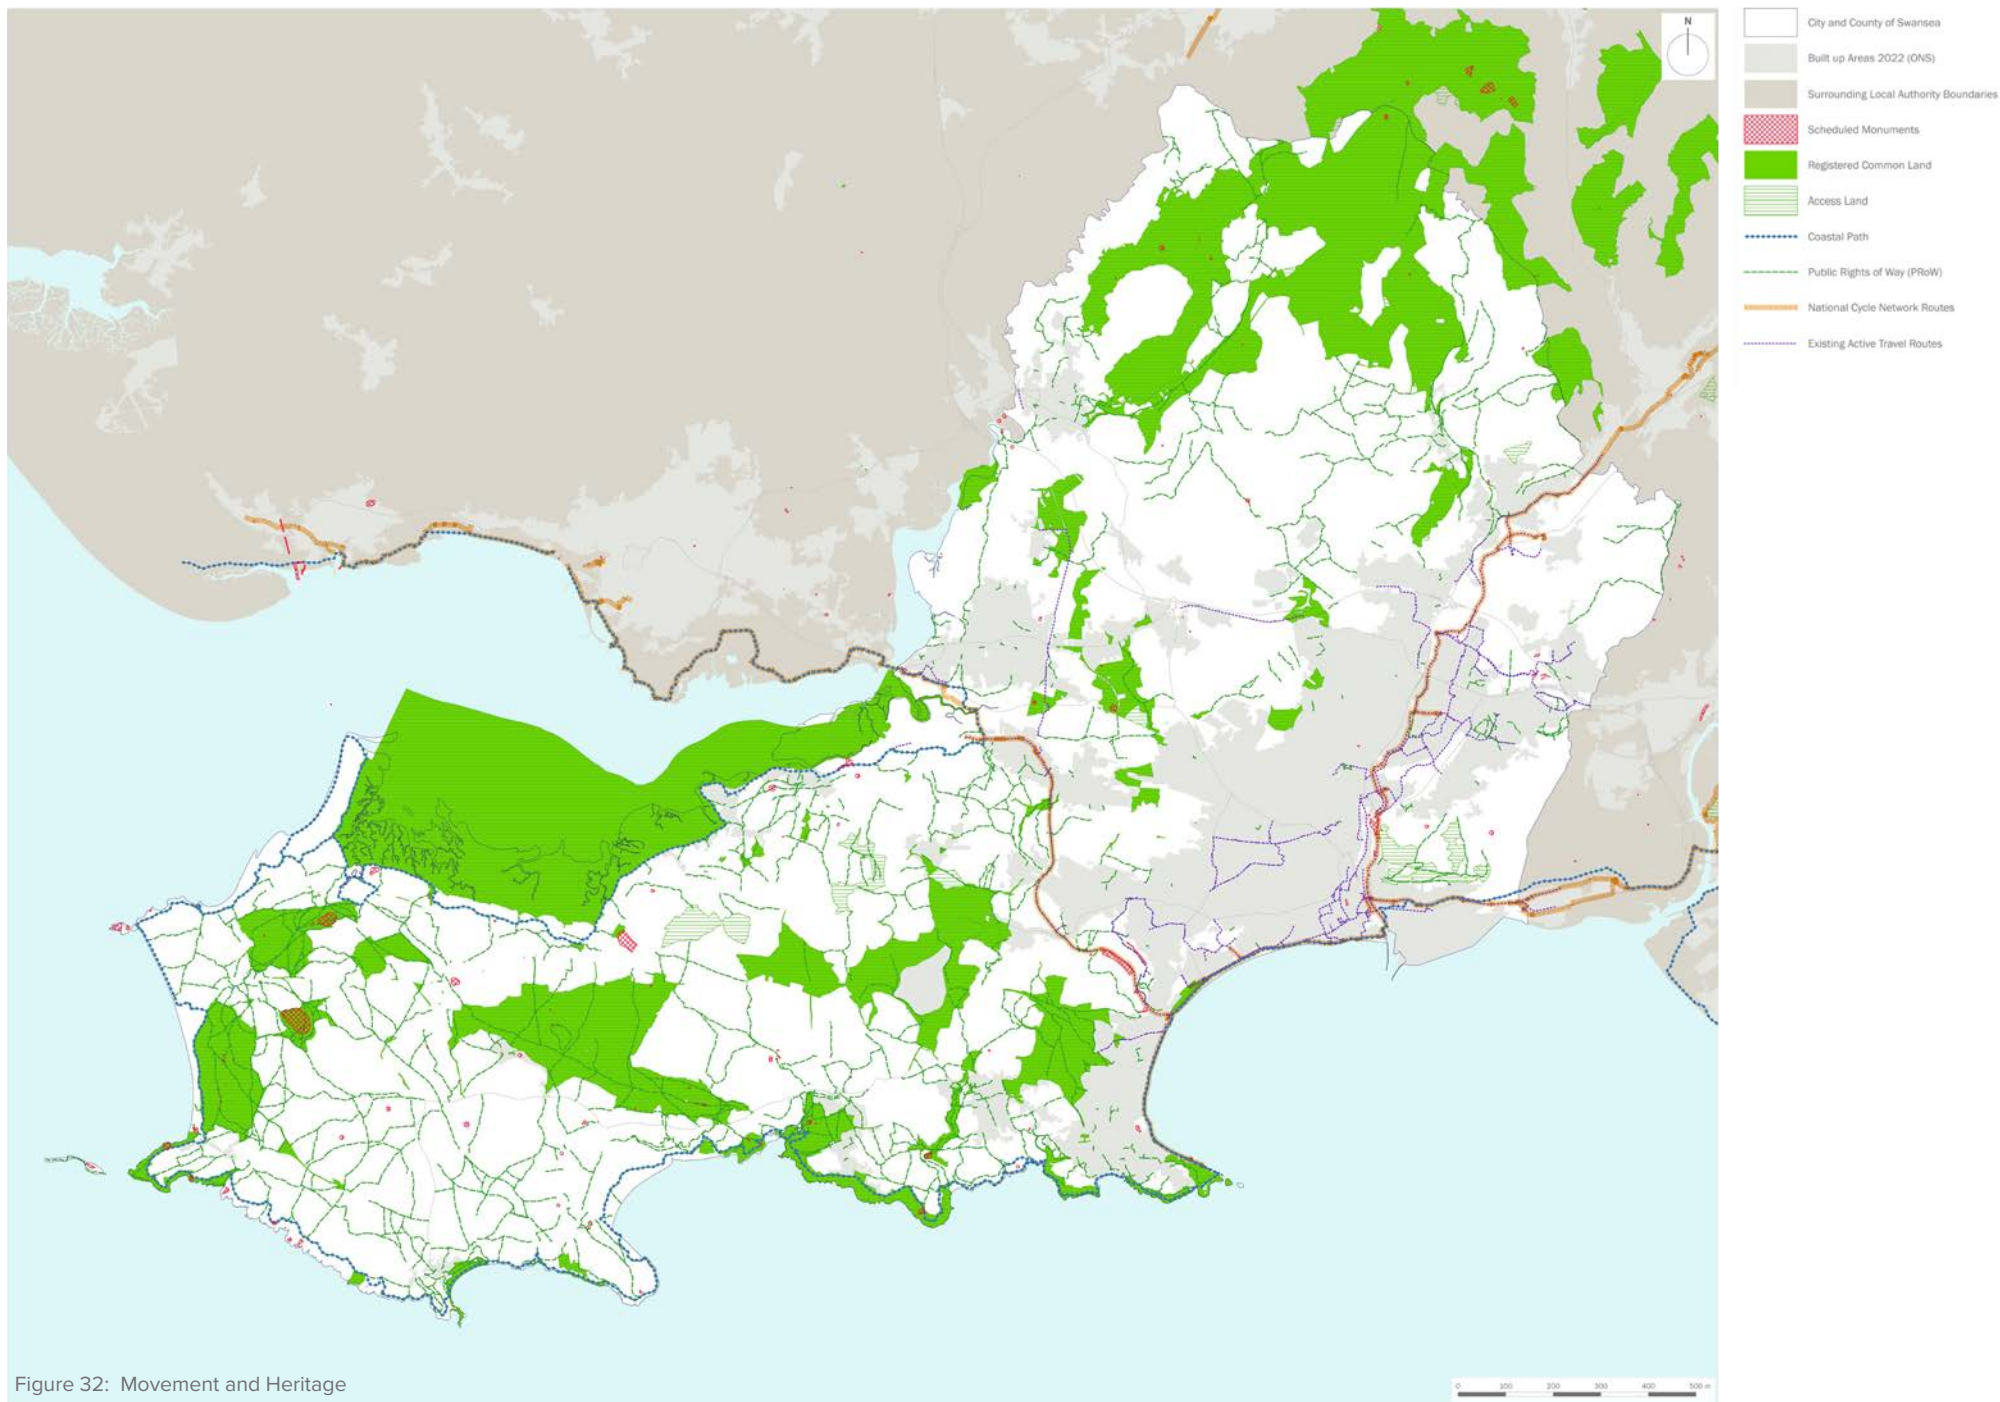 N
City and County of Swansea
Built up Areas 2022 (ONS)
Surrounding Local Authority Boundaries
Scheduled Monuments
Registered Common Land
Access Land
Coastal Path
Public Rights of Way (PRoW)
National Cycle Network Routes
Existing Active Travel Routes
Figure 32: Movement and Heritage
0 100 200 300 400 500 m